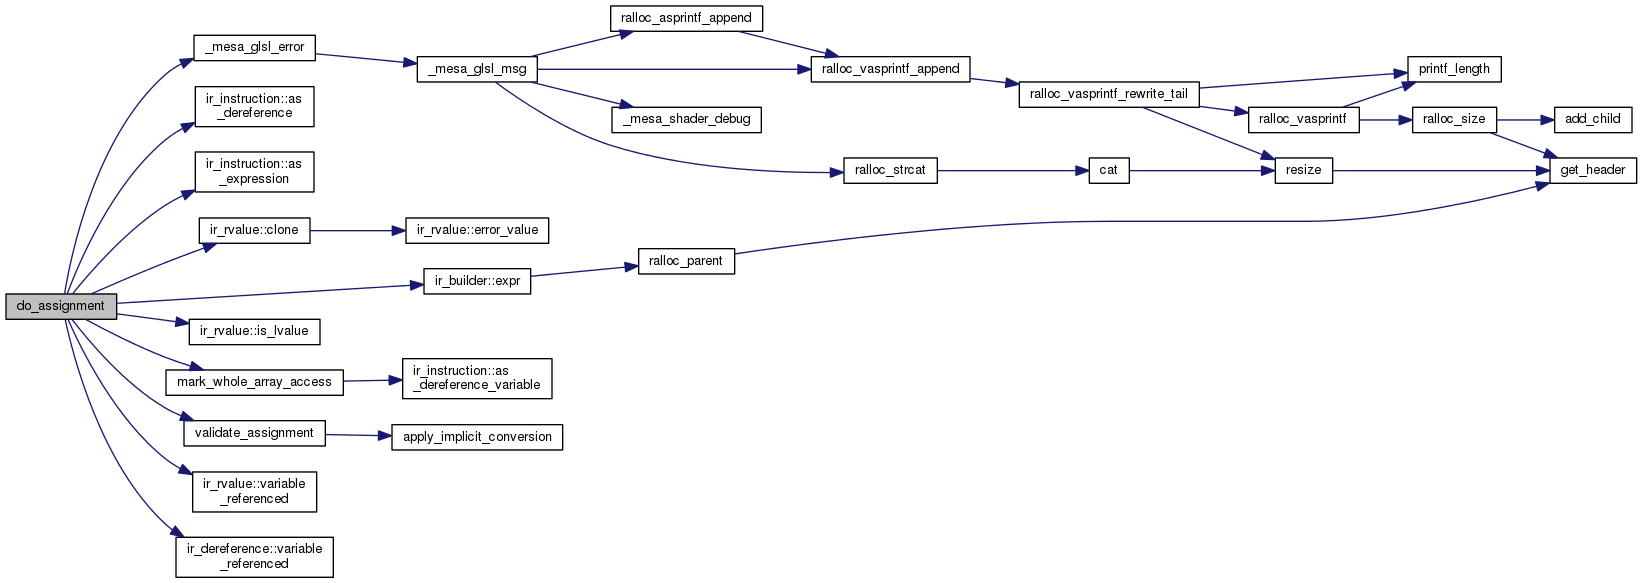 do_assignment
_mesa_glsl_error
ir_instruction::as
_dereference
ir_instruction::as
_expression
ir_rvalue::clone
ir_builder::expr
ir_rvalue::is_lvalue
mark_whole_array_access
validate_assignment
ir_rvalue::variable
_referenced
ir_dereference::variable
_referenced
_mesa_glsl_msg
ir_rvalue::error_value
ir_instruction::as
_dereference_variable
apply_implicit_conversion
ralloc_asprintf_append
_mesa_shader_debug
ralloc_parent
ralloc_vasprintf_append
ralloc_strcat
ralloc_vasprintf_rewrite_tail
cat
ralloc_vasprintf
resize
printf_length
ralloc_size
add_child
get_header